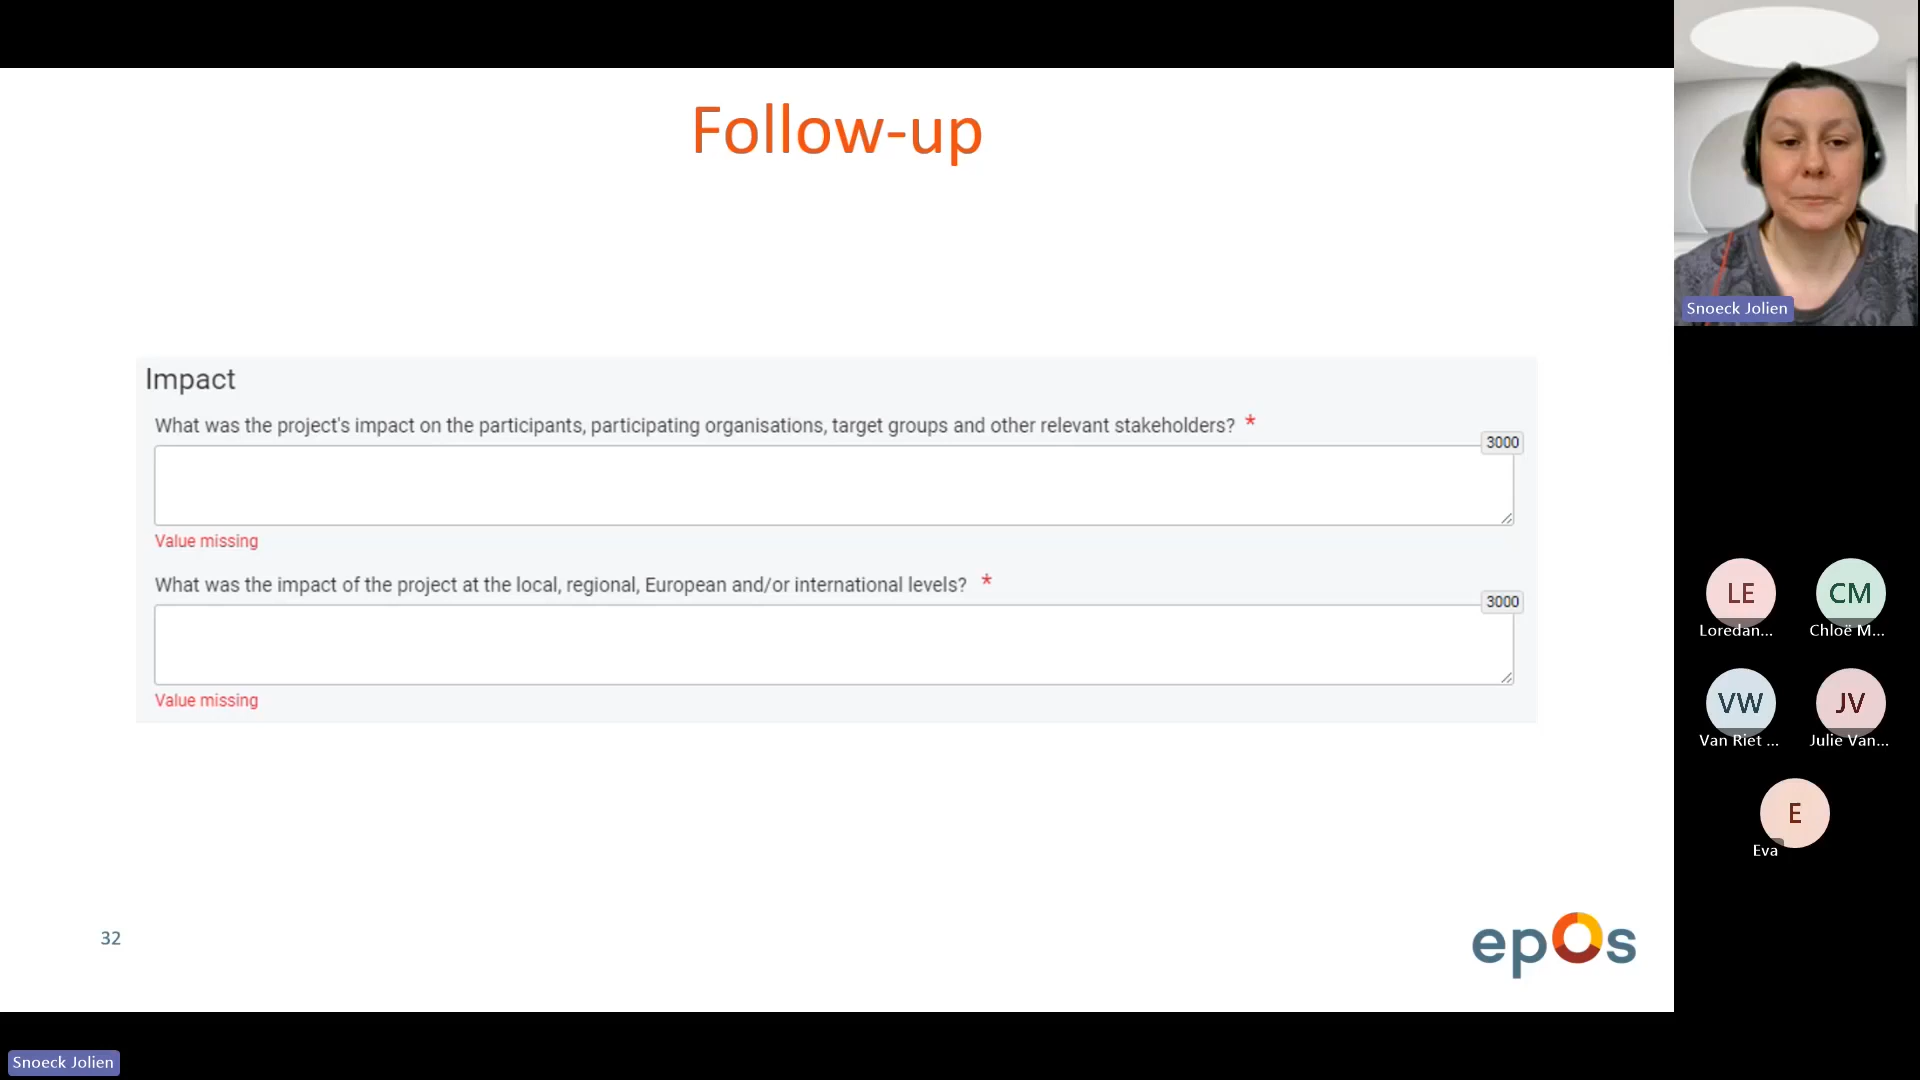 Follow-up
Impact
What was the project's impact on the participants, participating organisations, target groups and other relevant stakeholders? *
3000
Value missing
What was the impact of the project at the local, regional, European and/or international levels? *
3000
Value missing
32
epos
Snoeck Jolien
LE
Loredan...
CM
Chloë M...
VW
Van Riet ...
JV
Julie Van...
E
Eva
Snoeck Jolien